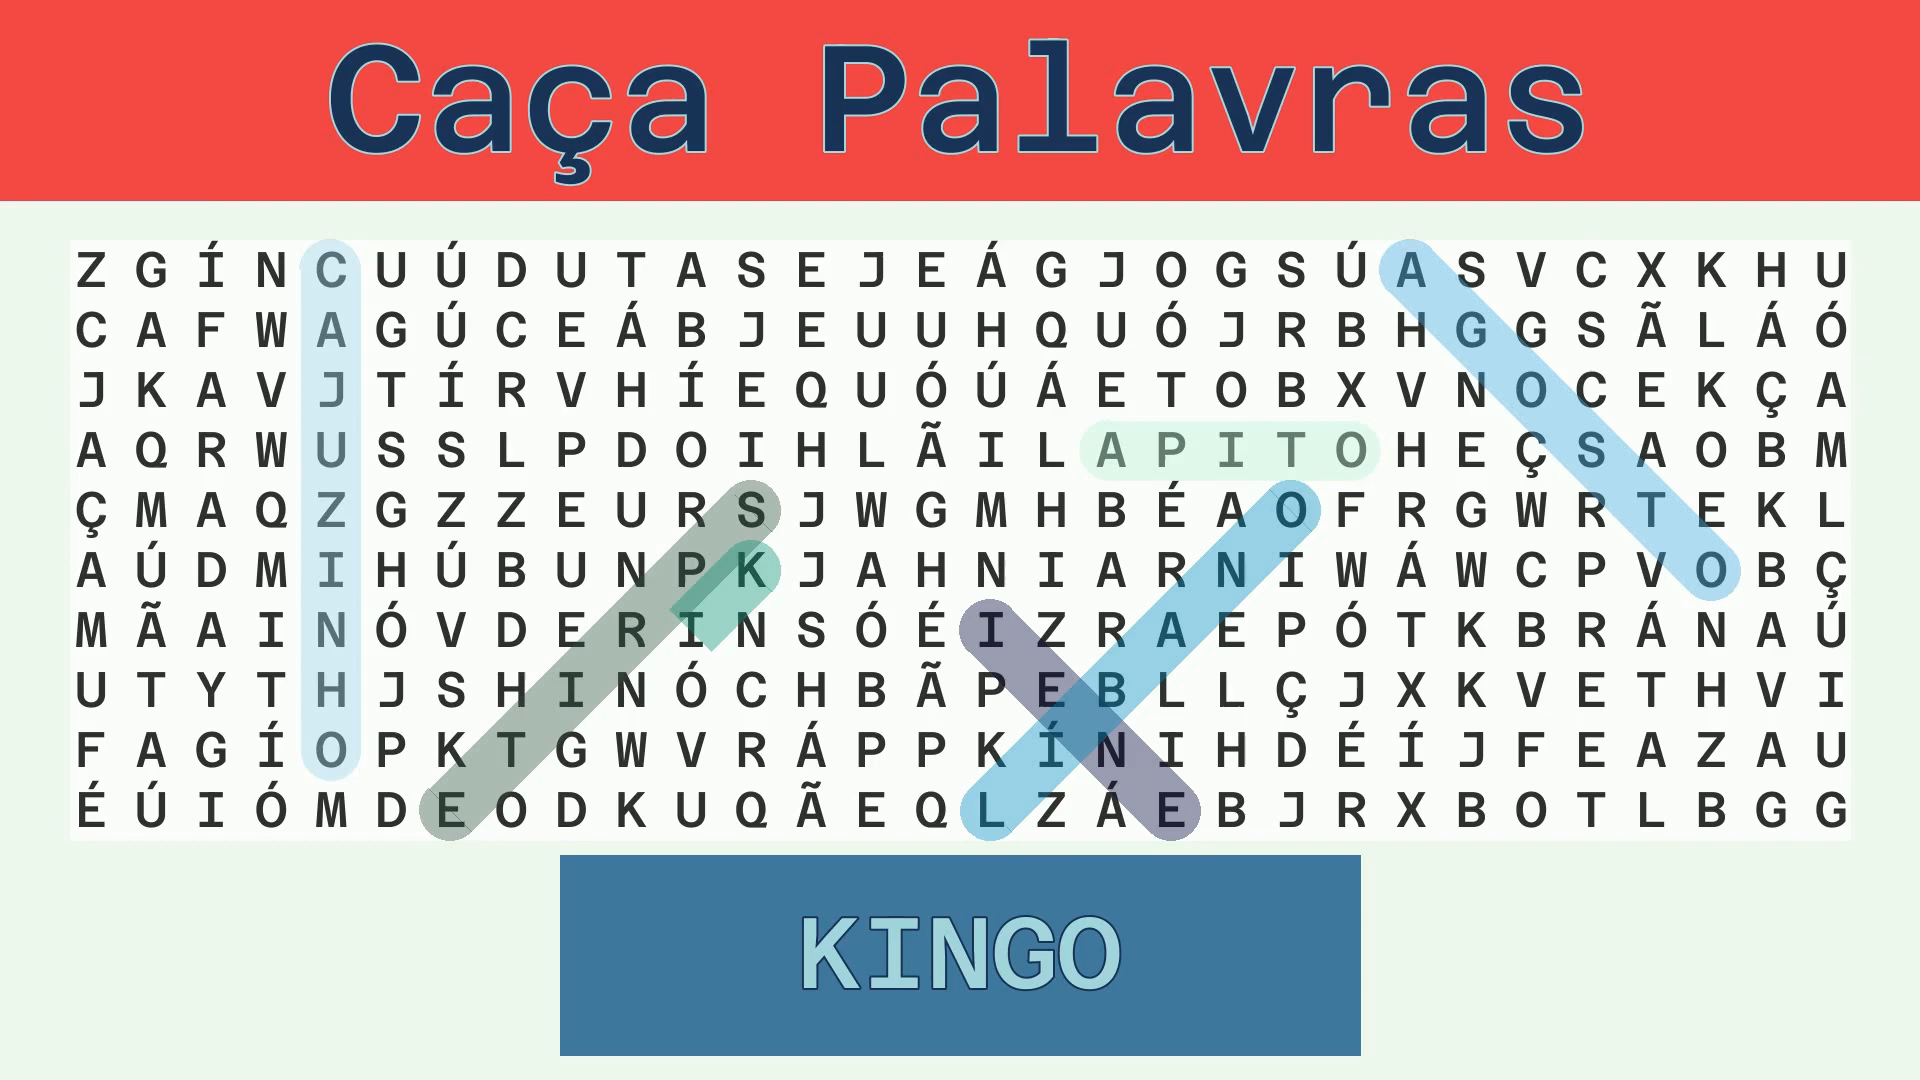 Caça Palavras
Z G Í N C U Ú D U T A S E J E Á G J O G S Ú A S V C X K H U
C A F W A G Ú C E Á B J E U U H Q U Ó J R B H G G S Ã L Á Ó
J K A V J T Í R V H Í E Q U Ó Ú Á E T O B X V N O C E K Ç A
A Q R W U S S L P D O I H L Ã I L A P I T O H E Ç S A O B M
Ç M A Q Z G Z Z E U R S J W G M H B É A O F R G W R T E K L
A Ú D M I H Ú B U N P K J A H N I A R N I W Á W C P V O B Ç
M Ã A I N Ó V D E R I N S Ó É I Z R A E P Ó T K B R Á N A Ú
U T Y T H J S H I N Ó C H B Ã P E B L L Ç J X K V E T H V I
F A G Í O P K T G W V R Á P P K Í N I H D É Í J F E A Z A U
É Ú I Ó M D E O D K U Q Ã E Q L Z Á E B J R X B O T L B G G
KINGO